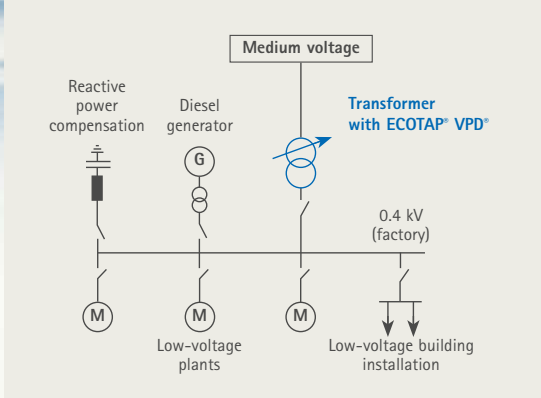 Medium voltage
Reactive
power
compensation
Diesel
generator
Transformer
with ECOTAP® VPD®
G
0.4 kV
(factory)
M
M
M
Low-voltage
plants
Low-voltage building
installation